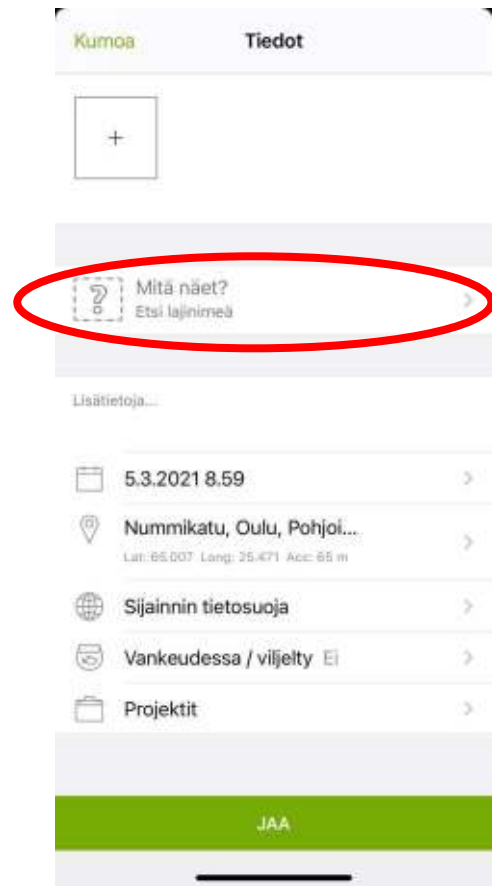 Kumoa Tiedot
+
?
Mitä näet?
Etsi lajinimeä
Lisätietoja...
5.3.2021 8.59
Nummikatu, Oulu, Pohjoi...
Lat: 65.007 Long: 25.471 Acc: 65 m
Sijainnin tietosuoja
Vankeudessa / viljelty Ei
Projektit
JAA